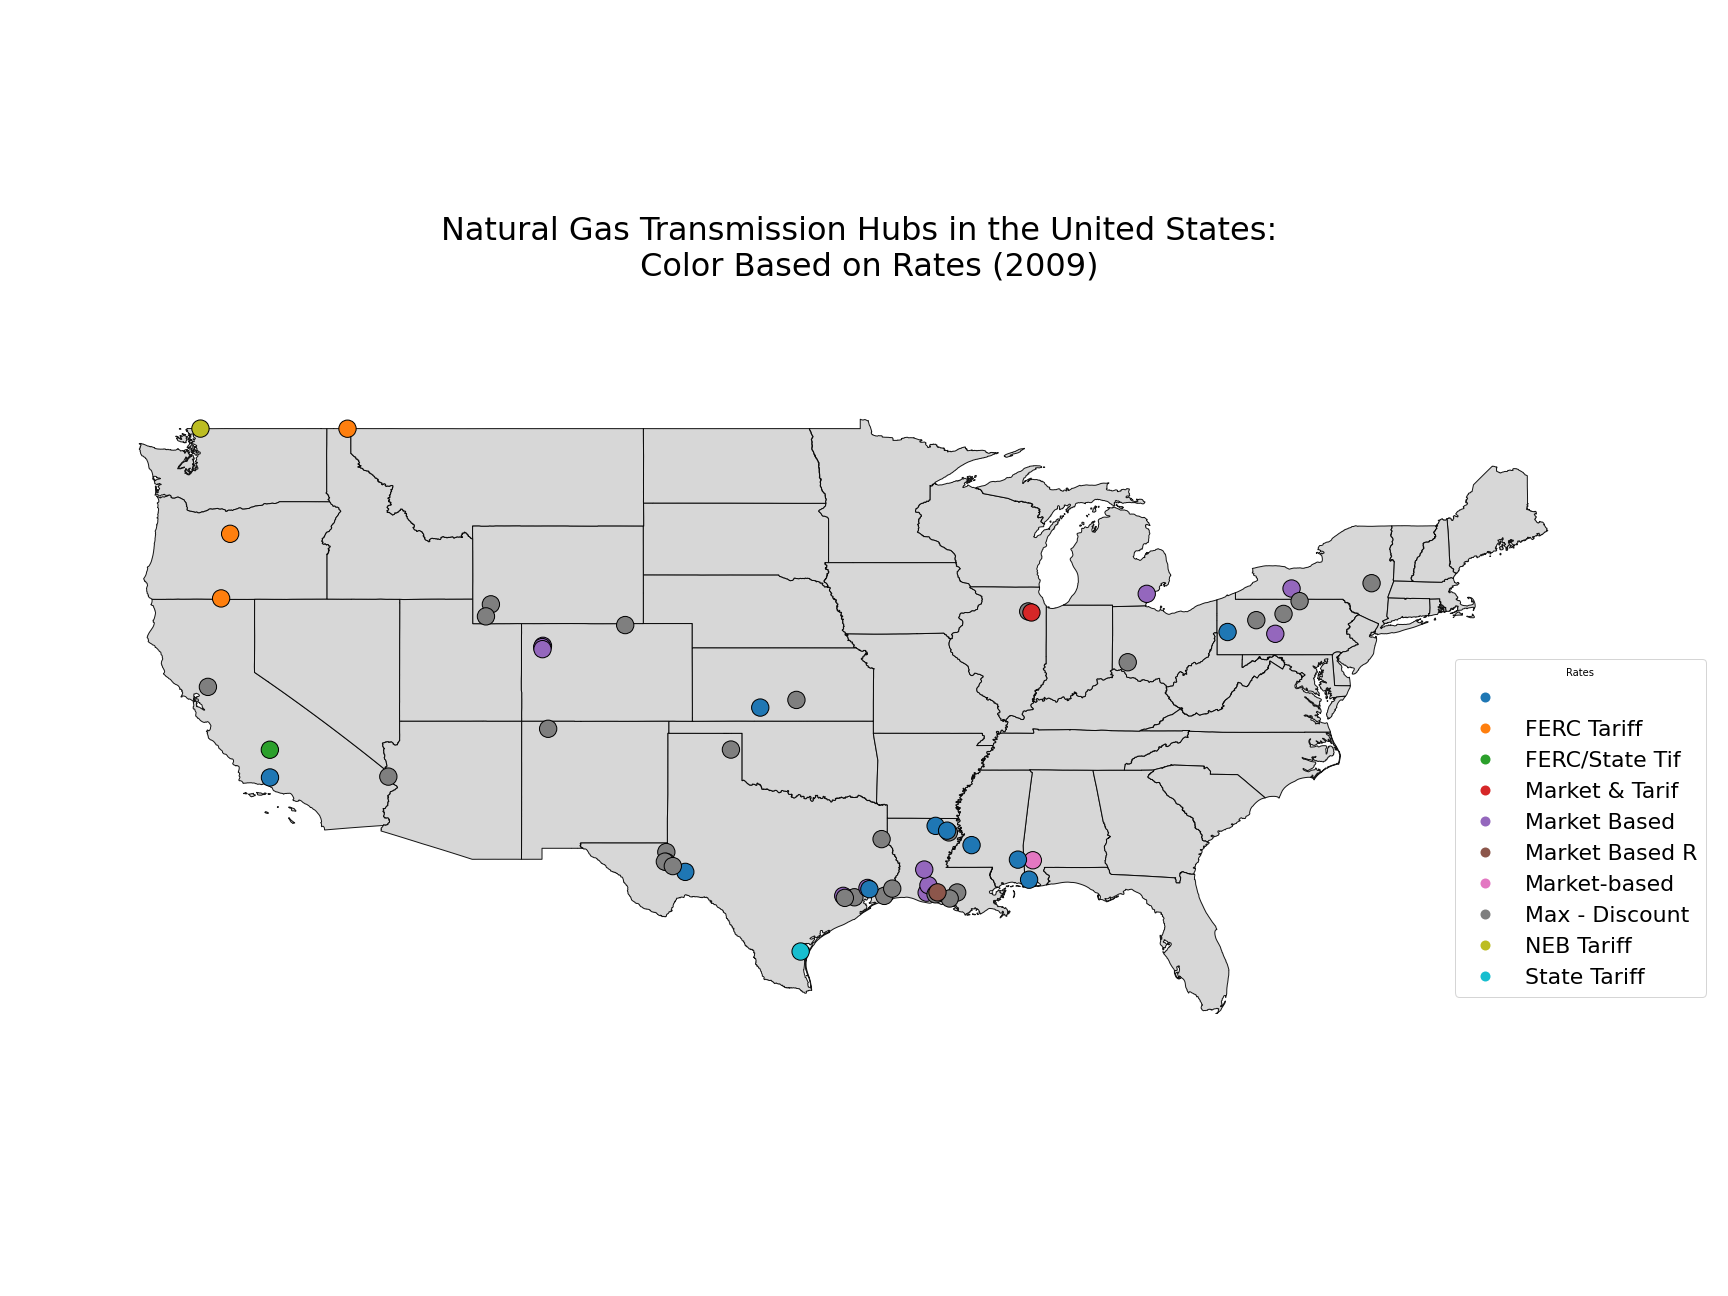 Natural Gas Transmission Hubs in the United States:
Color Based on Rates (2009)
Rates
FERC Tariff
FERC/State Tif
Market & Tarif
Market Based
Market Based R
Market-based
Max - Discount
NEB Tariff
State Tariff